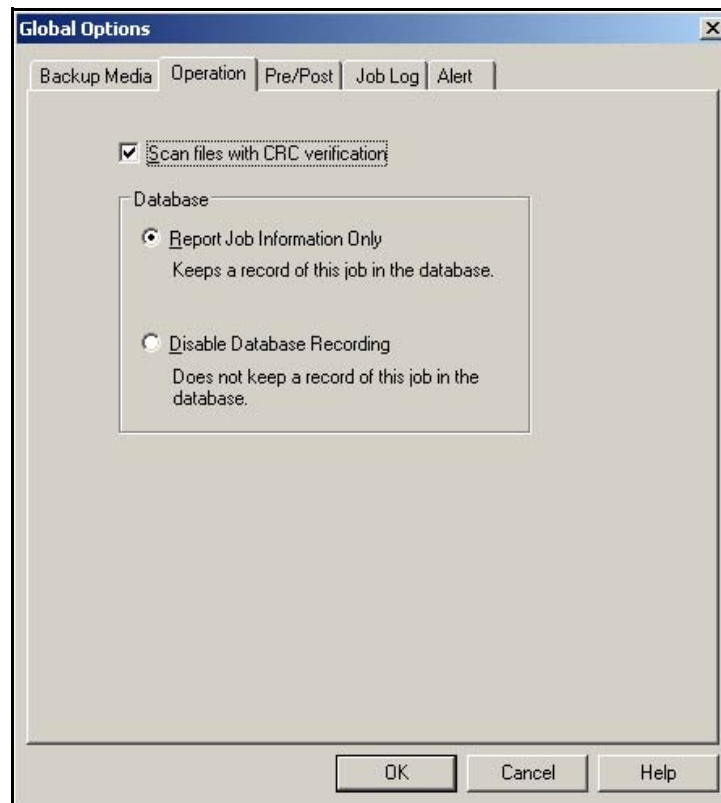 Global Options
Backup Media Operation Pre/Post Job Log Alert
Scan files with CRC verification
Database
Report Job Information Only
Keeps a record of this job in the database.
Disable Database Recording
Does not keep a record of this job in the
database.
OK Cancel Help